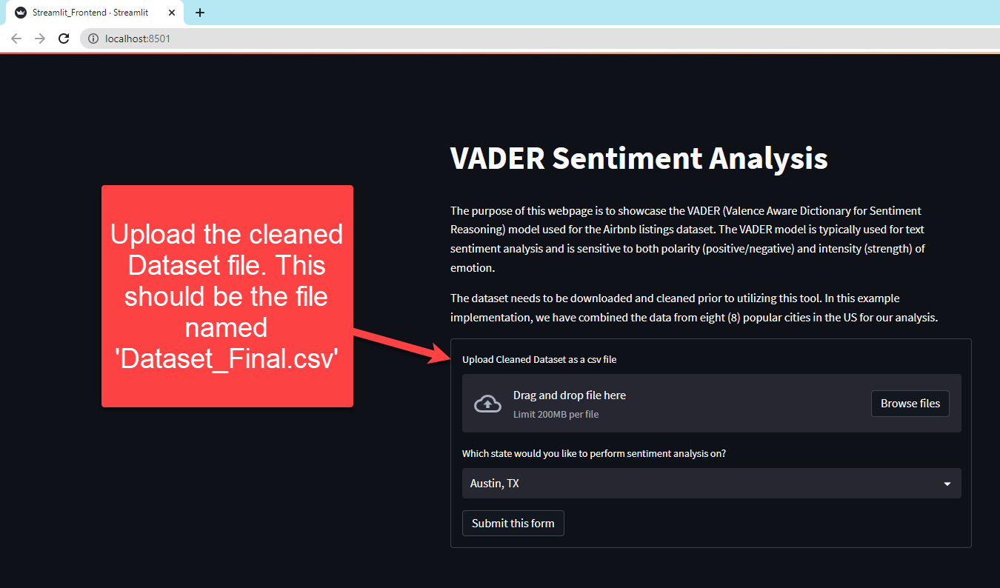 Streamlit_Frontend · Streamlit
localhost:8501
VADER Sentiment Analysis
The purpose of this webpage is to showcase the VADER (Valence Aware Dictionary for Sentiment
Reasoning) model used for the Airbnb listings dataset. The VADER model is typically used for text
sentiment analysis and is sensitive to both polarity (positive/negative) and intensity (strength) of
emotion.
The dataset needs to be downloaded and cleaned prior to utilizing this tool. In this example
implementation, we have combined the data from eight (8) popular cities in the US for our analysis.
Upload the cleaned
Dataset file. This
should be the file
named
'Dataset_Final.csv'
Upload Cleaned Dataset as a csv file
Drag and drop file here
Limit 200MB per file
Browse files
Which state would you like to perform sentiment analysis on?
Austin, TX
Submit this form